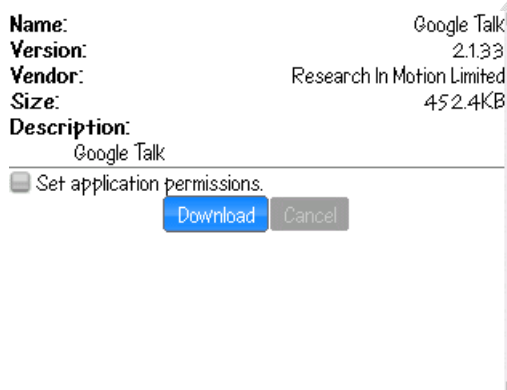 Name: Google Talk
Version: 2.1.33
Vendor: Research In Motion Limited
Size: 452.4KB
Description:
Google Talk
Set application permissions.
Download Cancel